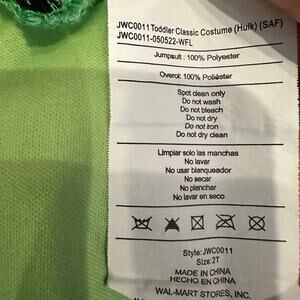 JWC0011 Toddler Classic Costume (Hulk) (SAF)
JWC0011-050522-WFL
Jumpsuit : 100% Polyester
Overol: 100% Poliéster
Spot clean only
Do not wash
Do not bleach
Do not dry
Do not iron
Do not dry clean
Limpiar solo las manchas
No lavar
No usar blanqueador
No secar
No planchar
No lavar en seco
Style: JWC0011
Size: 2T
MADE IN CHINA
HECHO EN CHINA
WAL-MART STORES, INC.